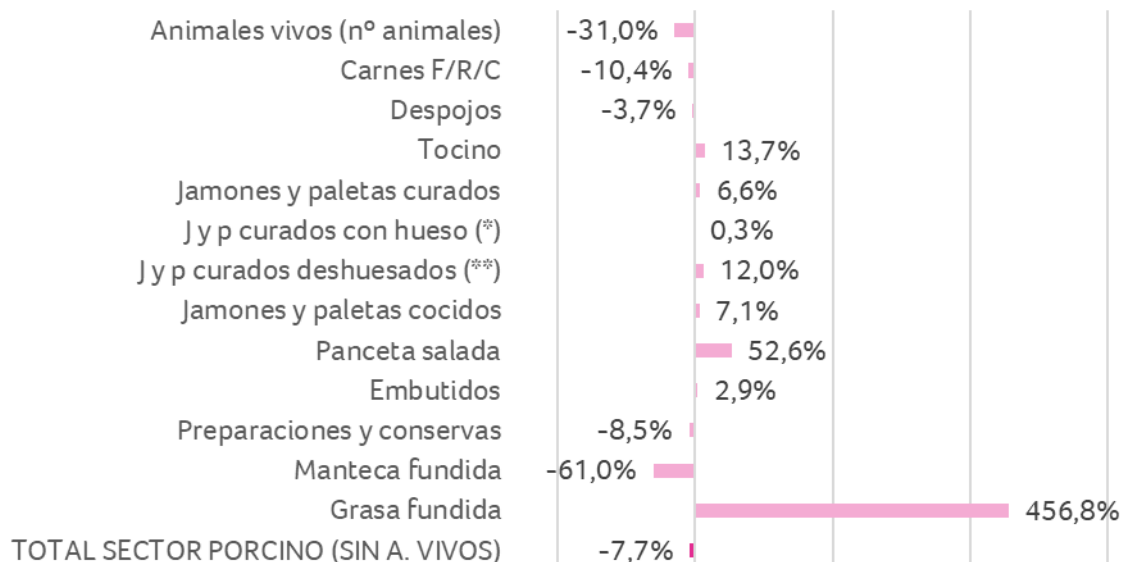 Animales vivos (nº animales) -31,0%
Carnes F/R/C -10,4%
Despojos -3,7%
Tocino 13,7%
Jamones y paletas curados 6,6%
J y p curados con hueso (*) 0,3%
J y p curados deshuesados (**) 12,0%
Jamones y paletas cocidos 7,1%
Panceta salada 52,6%
Embutidos 2,9%
Preparaciones y conservas -8,5%
Manteca fundida -61,0%
Grasa fundida 456,8%
TOTAL SECTOR PORCINO (SIN A. VIVOS) -7,7%